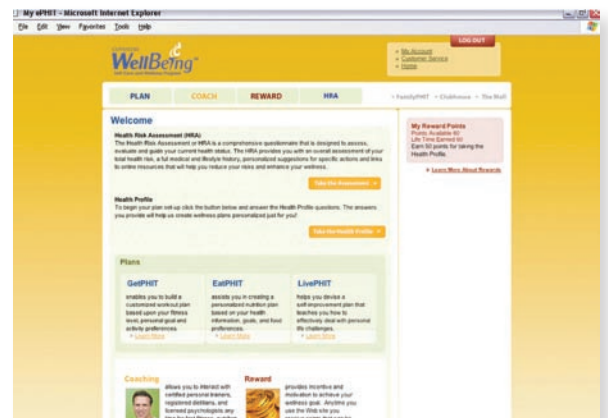 My ePHIT - Microsoft Internet Explorer
File Edit View Favorites Tools Help
LOG OUT
WellBeing
My Account
Customer Service
Home
PLAN COACH REWARD HRA
FamilyPHIT Clubhouse The Wall
Welcome
Health Risk Assessment (HRA)
The Health Risk Assessment or HRA is a comprehensive questionnaire that is designed to assess,
evaluate and guide your current health status. The HRA provides you with an overall assessment of your
total health risk, a full medical and lifestyle history, personalized suggestions for specific actions and links
to online resources that will help you reduce your risks and enhance your wellness.
Take the Assessment
Health Profile
To begin your plan set-up click the button below and answer the Health Profile questions. The answers
you provide will help us create wellness plans personalized just for you!
Take the Health Profile
My Reward Points
Points Available 60
Life Time Earned 60
Earn 50 points for taking the
Health Profile.
Learn More About Rewards
Plans
GetPHIT
enables you to build a
customized workout plan
based upon your fitness
level, personal goal and
activity preferences.
Learn More
EatPHIT
assists you in creating a
personalized nutrition plan
based on your health
information, goals, and food
preferences.
Learn More
LivePHIT
helps you devise a
self-improvement plan that
teaches you how to
effectively deal with personal
life challenges.
Learn More
Coaching
allows you to interact with
certified personal trainers,
registered dietitians, and
licensed psychologists any
Reward
provides incentive and
motivation to achieve your
wellness goal. Anytime you
use the Web site you